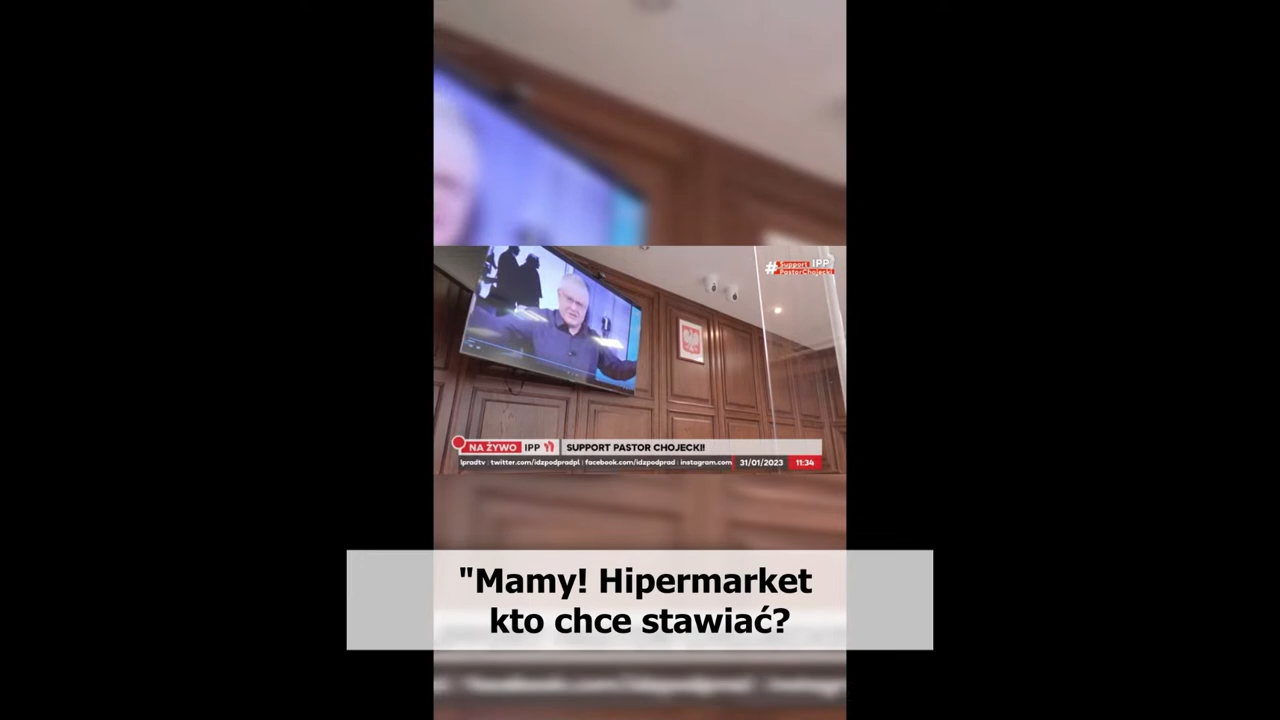 #Support IPP
PastorChojecki
NA ŻYWO IPP SUPPORT PASTOR CHOJECKI!
ipradtv | twitter.com/idzpodpradpl | facebook.com/idzpodprad | instagram.com 31/01/2023 11:34
"Mamy! Hipermarket
kto chce stawiać?